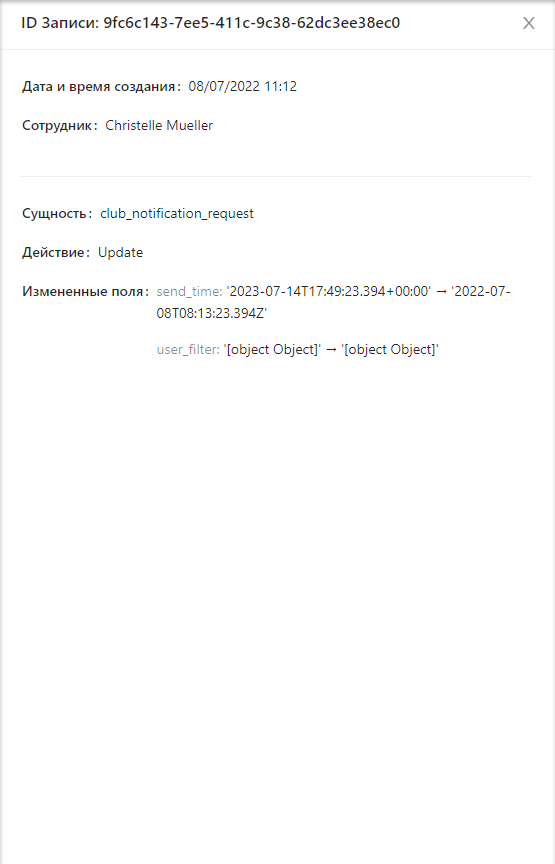 ID Записи: 9fc6c143-7ee5-411c-9c38-62dc3ee38ec0
Дата и время создания: 08/07/2022 11:12
Сотрудник: Christelle Mueller
Сущность: club_notification_request
Действие: Update
Измененные поля: send_time: '2023-07-14T17:49:23.394+00:00' → '2022-07-
08T08:13:23.394Z'
user_filter: '[object Object]' → '[object Object]'